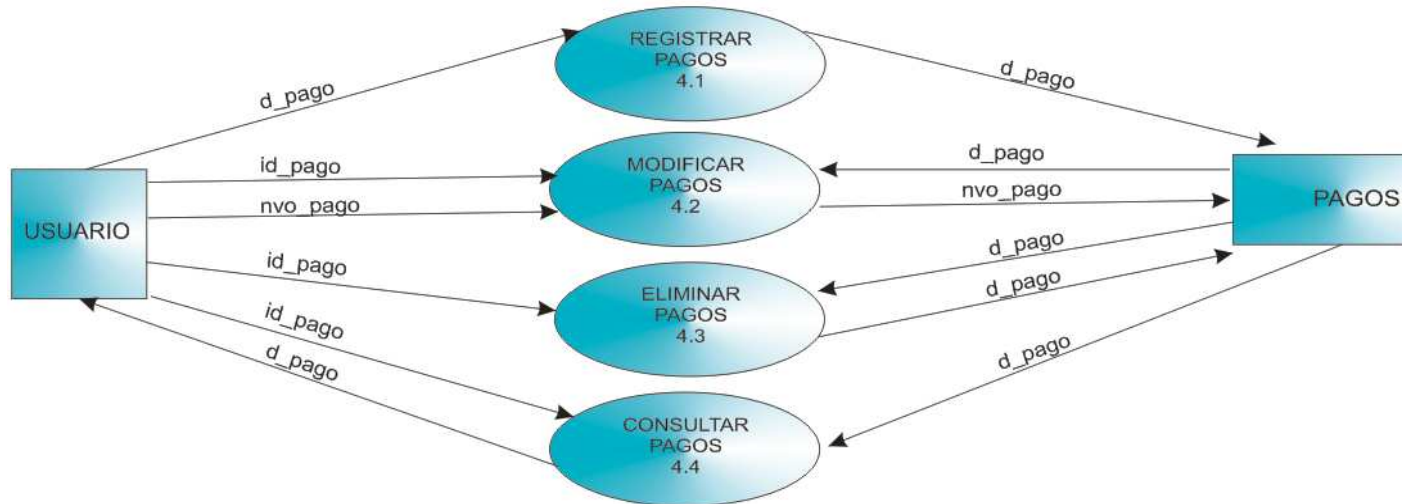 REGISTRAR
PAGOS
4.1
d_pago
d_pago
id_pago
MODIFICAR
PAGOS
4.2
d_pago
nvo_pago
nvo_pago
USUARIO
PAGOS
id_pago
d_pago
ELIMINAR
PAGOS
4.3
d_pago
id_pago
d_pago
d_pago
CONSULTAR
PAGOS
4.4